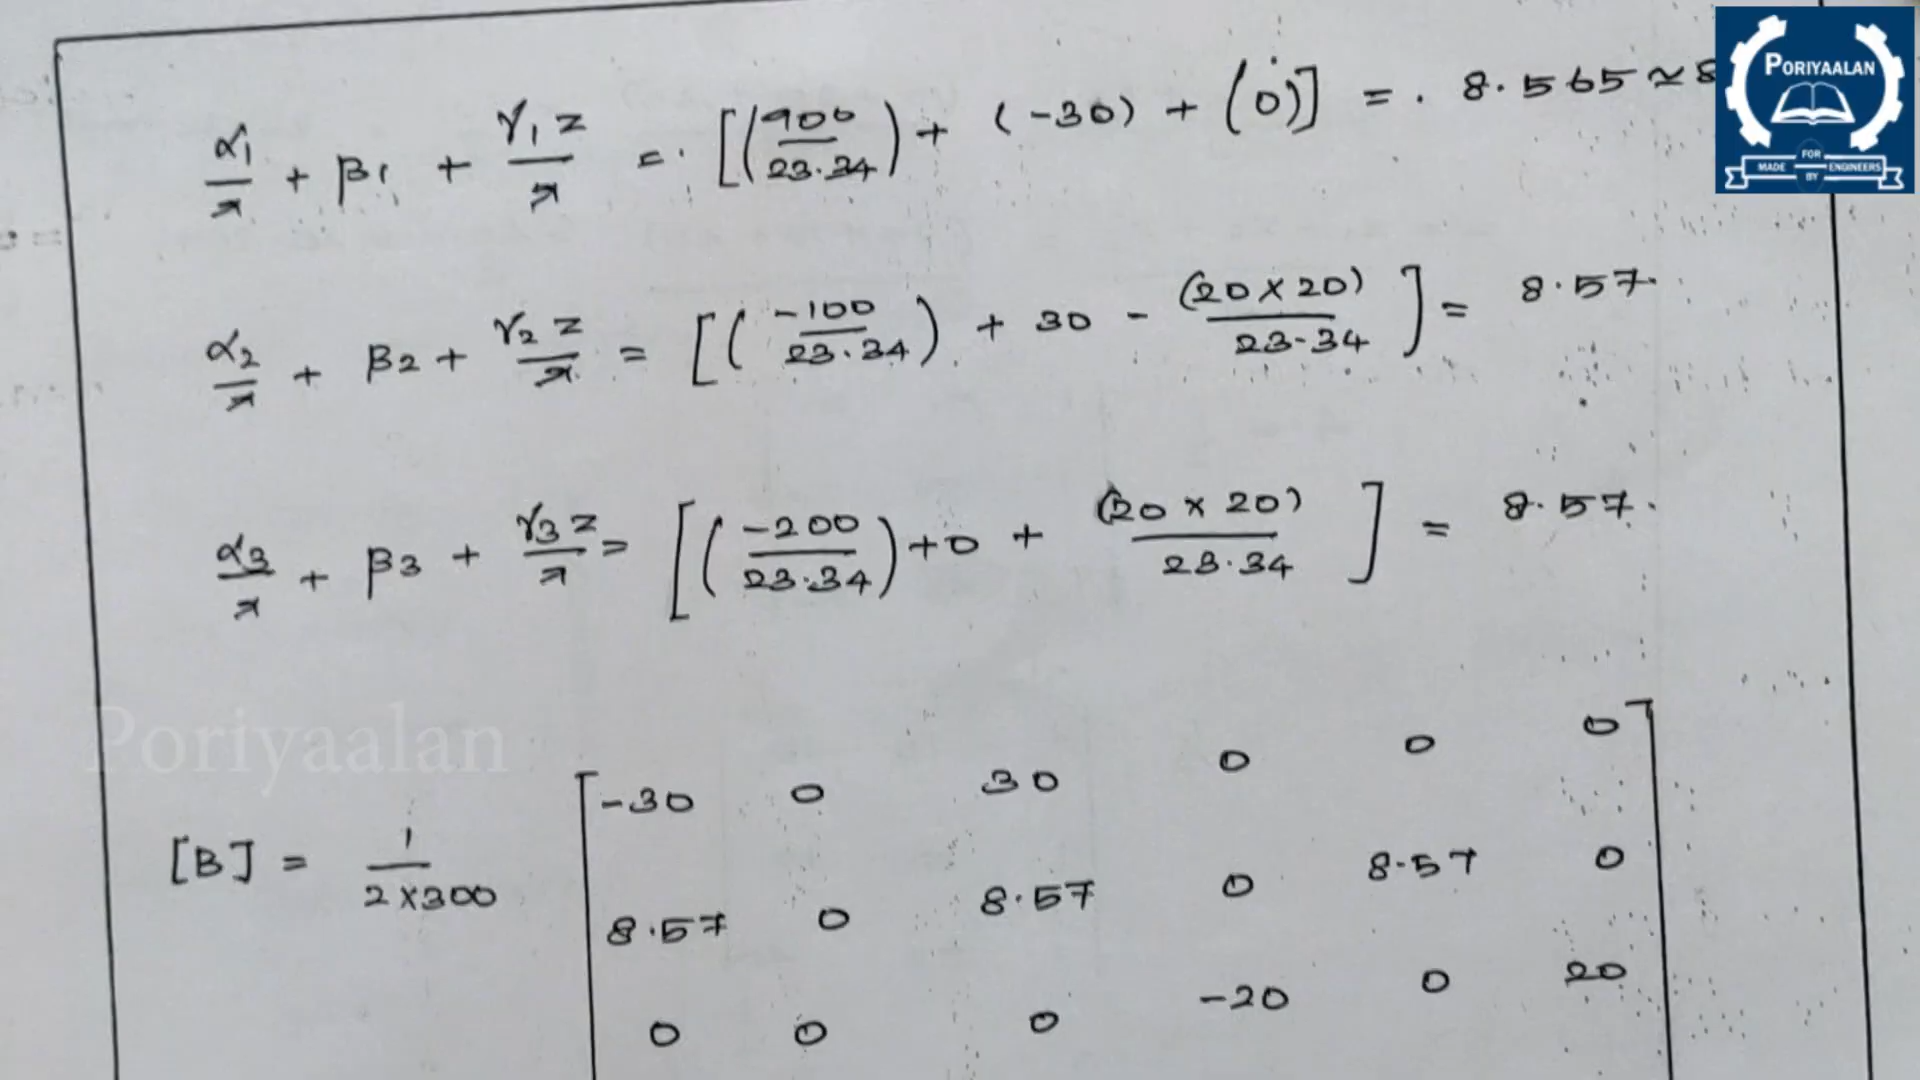 PORIYAALAN
MADE FOR BY ENGINEERS
α1/r + β1 + γ1 z/r = [(900/23.34) + (-30) + (0)] = 8.565 ≈ 8
α2/r + β2 + γ2 z/r = [(-100/23.34) + 30 - (20 × 20)/23.34] = 8.57.
α3/r + β3 + γ3 z/r = [(-200/23.34) + 0 + (20 × 20)/23.34] = 8.57.
Poriyaalan
-30 0 30 0 0 0
[B] = 1/2×300 8.57 0 8.57 0 8.57 0
0 0 0 -20 0 20